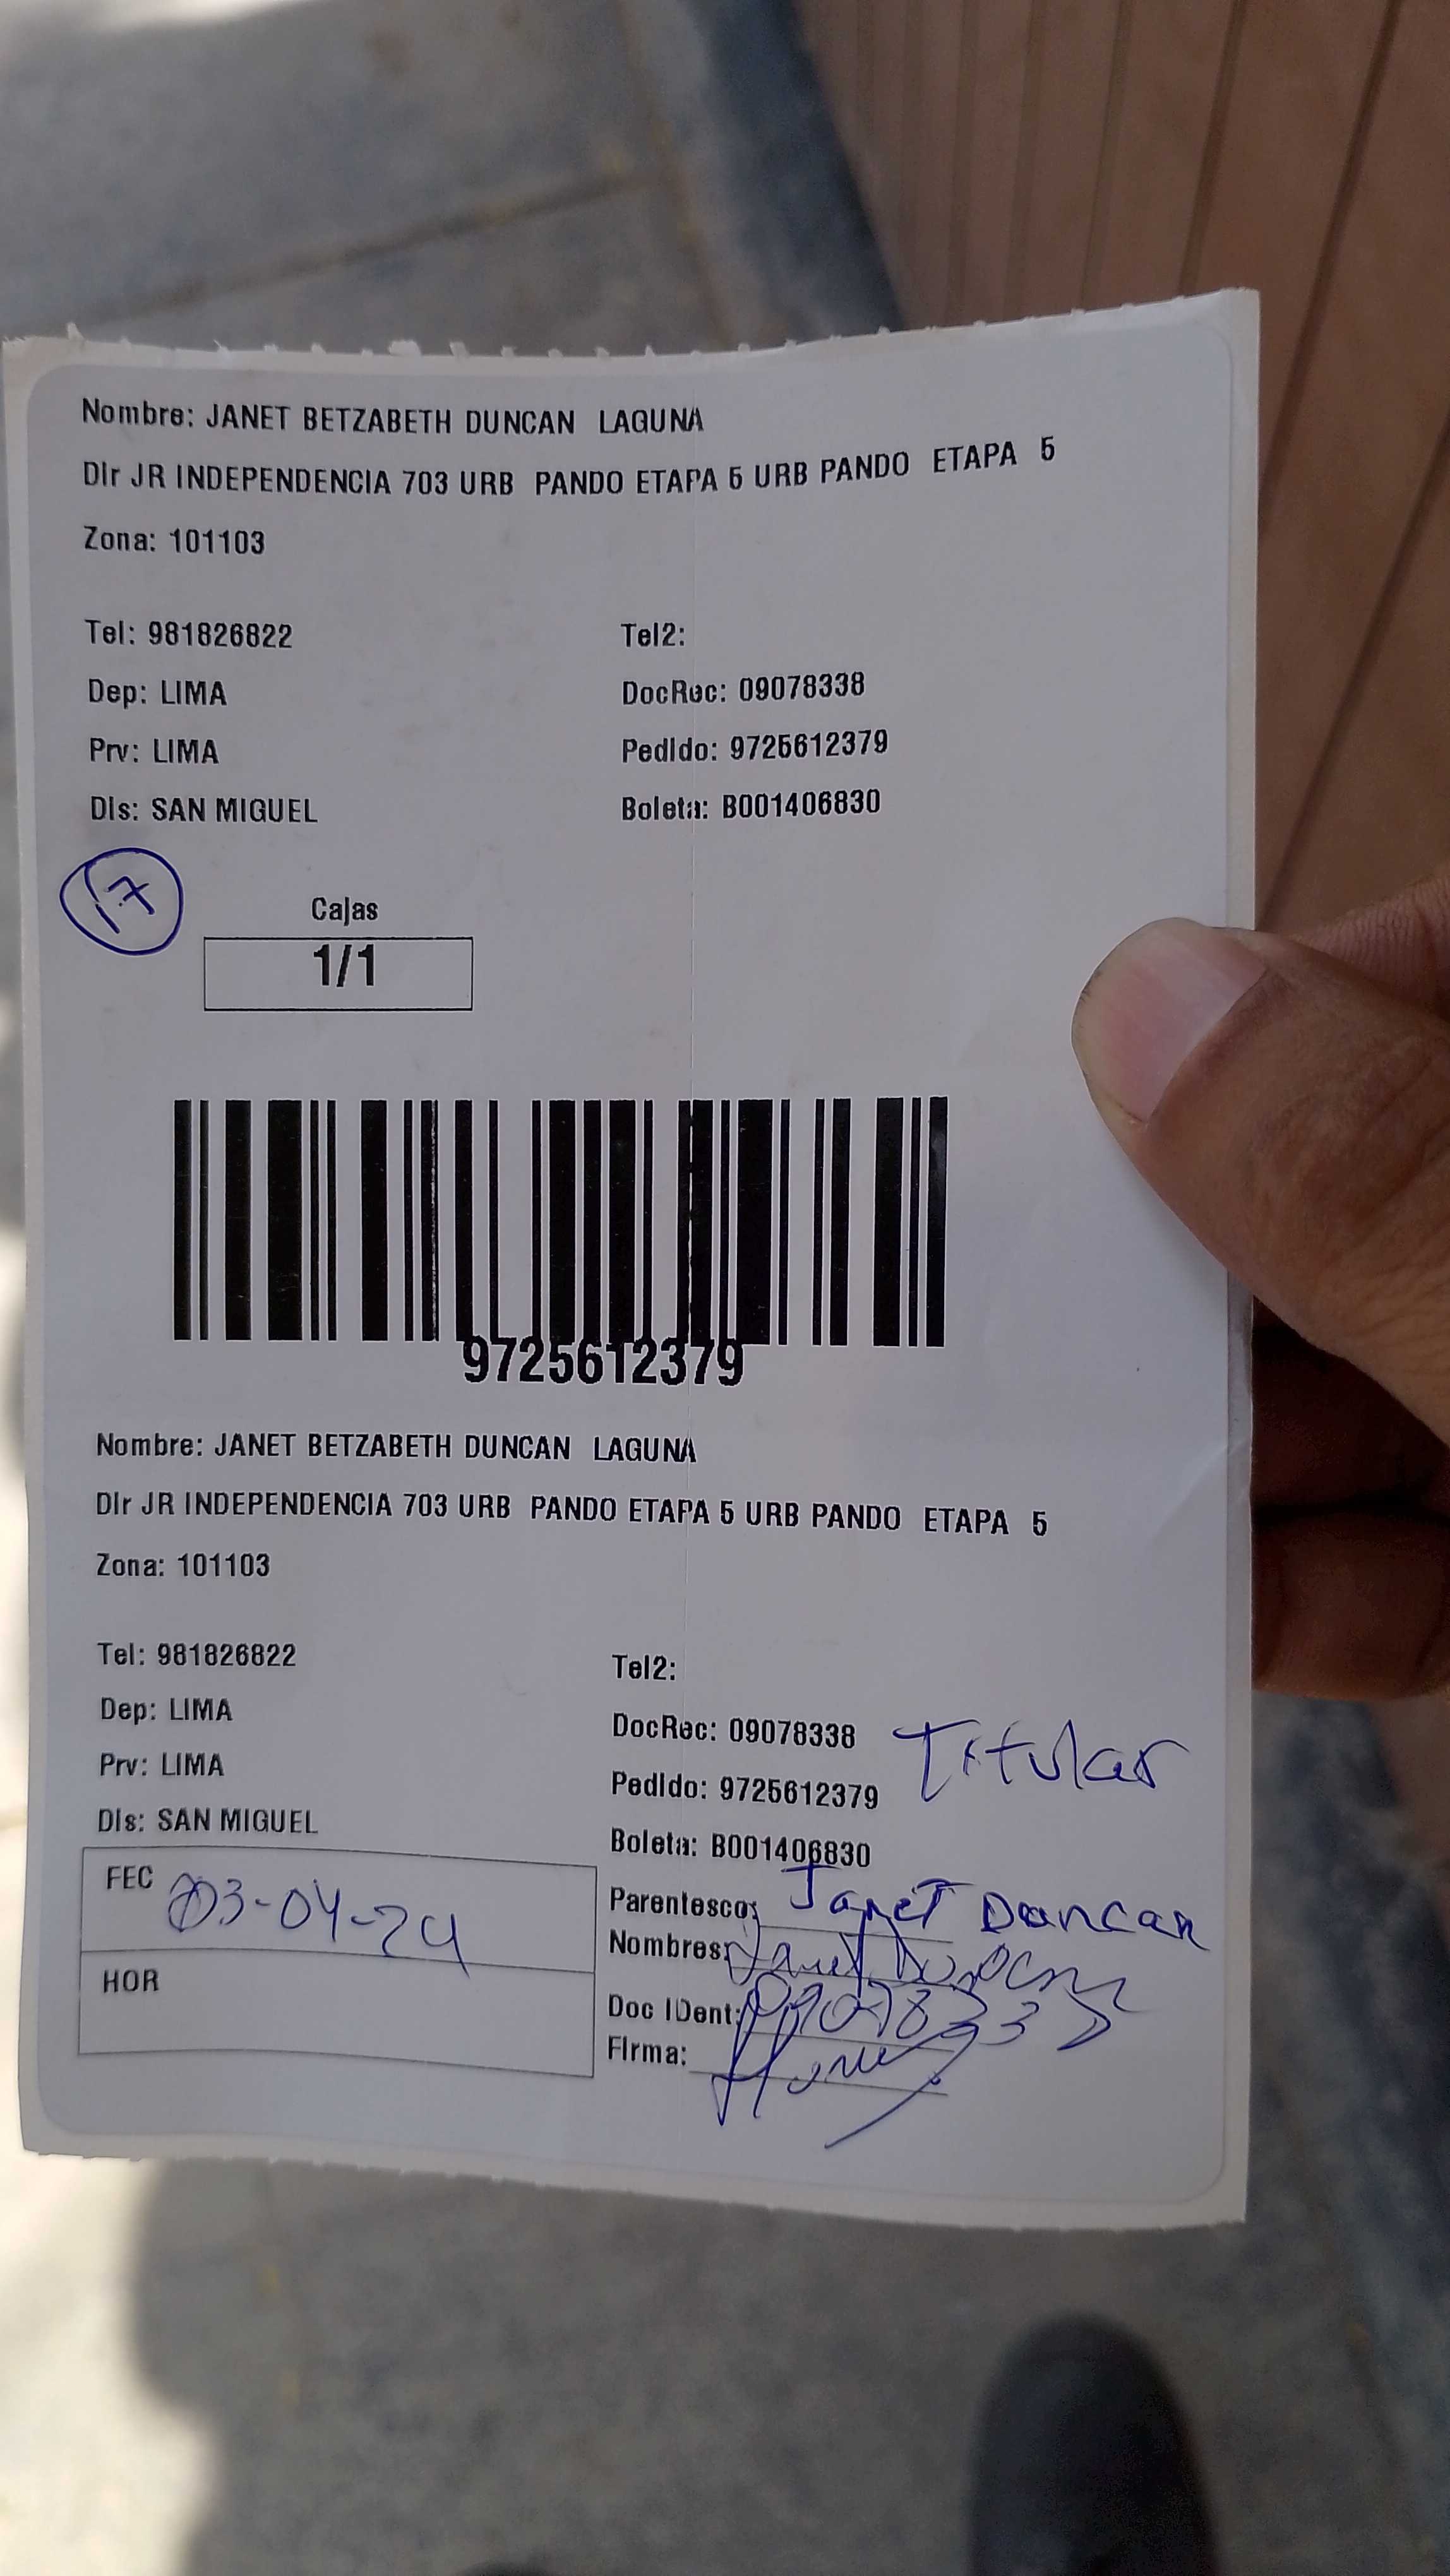 Nombre: JANET BETZABETH DUNCAN LAGUNA
Dir JR INDEPENDENCIA 703 URB PANDO ETAPA 5 URB PANDO ETAPA 5
Zona: 101103
Tel: 981826822 Tel2:
Dep: LIMA DocRec: 09078338
Prv: LIMA Pedido: 9725612379
Dis: SAN MIGUEL Boleta: B001406830
17
Cajas
1/1
9725612379
Nombre: JANET BETZABETH DUNCAN LAGUNA
Dir JR INDEPENDENCIA 703 URB PANDO ETAPA 5 URB PANDO ETAPA 5
Zona: 101103
Tel: 981826822 Tel2:
Dep: LIMA DocRec: 09078338 Titular
Prv: LIMA Pedido: 9725612379
Dis: SAN MIGUEL Boleta: B001406830
FEC 03-04-24 Parentesco: Janet Duncan
Nombres: Janet Duncan
HOR
Doc IDent:
Firma: